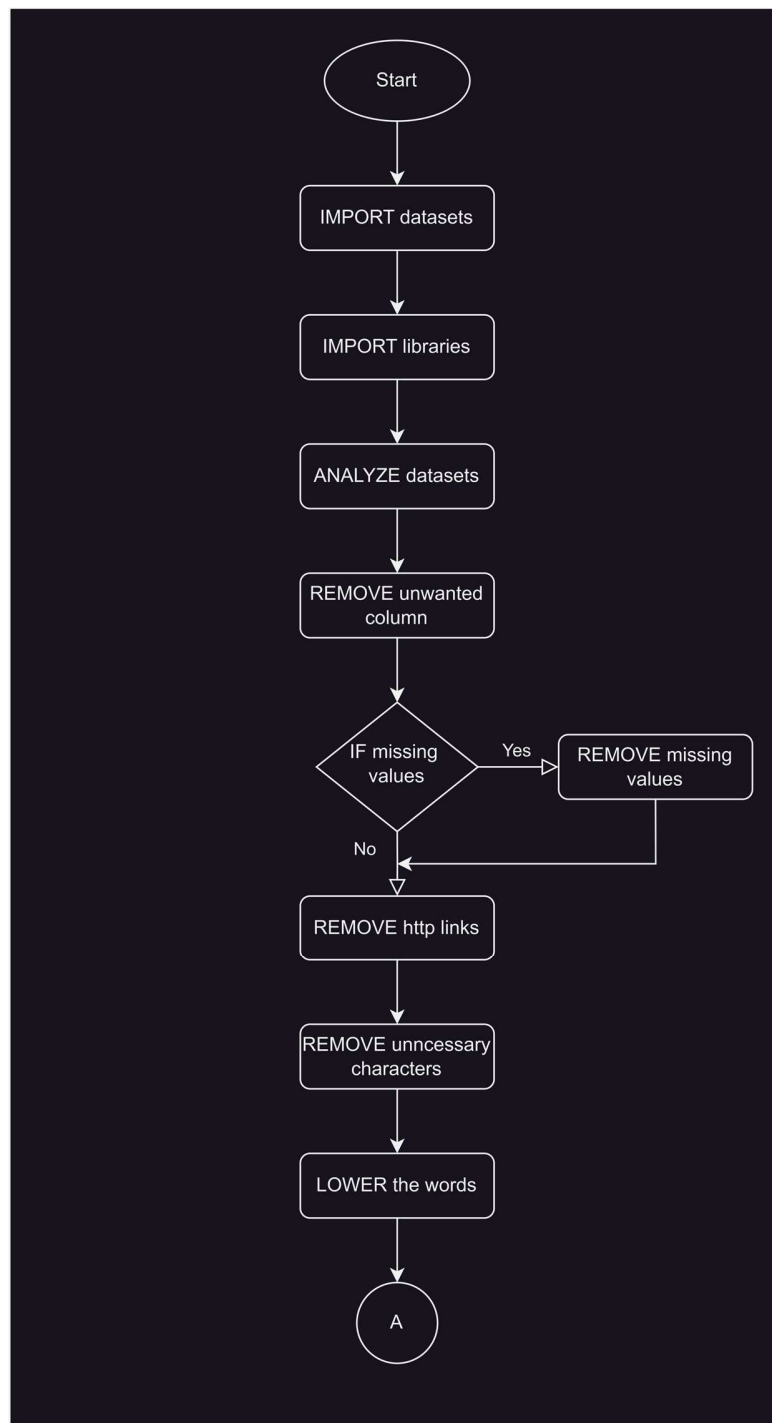 Start
IMPORT datasets
IMPORT libraries
ANALYZE datasets
REMOVE unwanted
column
IF missing
values
Yes
REMOVE missing
values
No
REMOVE http links
REMOVE unncessary
characters
LOWER the words
A